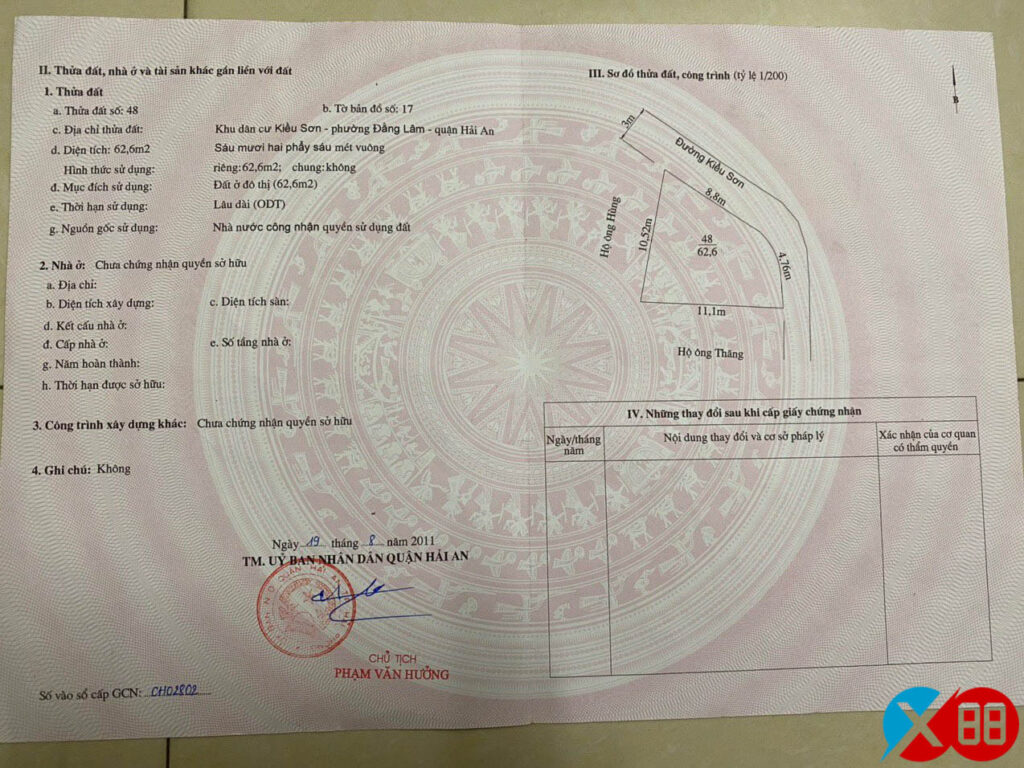 II. Thửa đất, nhà ở và tài sản khác gắn liền với đất
1. Thửa đất
a. Thửa đất số: 48 b. Tờ bản đồ số: 17
c. Địa chỉ thửa đất: Khu dân cư Kiều Sơn - phường Đằng Lâm - quận Hải An
d. Diện tích: 62,6m2 Sáu mươi hai phẩy sáu mét vuông
Hình thức sử dụng: riêng: 62,6m2; chung: không
đ. Mục đích sử dụng: Đất ở đô thị (62,6m2)
e. Thời hạn sử dụng: Lâu dài (ODT)
g. Nguồn gốc sử dụng: Nhà nước công nhận quyền sử dụng đất
2. Nhà ở: Chưa chứng nhận quyền sở hữu
a. Địa chỉ:
b. Diện tích xây dựng: c. Diện tích sàn:
d. Kết cấu nhà ở:
đ. Cấp nhà ở: e. Số tầng nhà ở:
g. Năm hoàn thành:
h. Thời hạn được sở hữu:
3. Công trình xây dựng khác: Chưa chứng nhận quyền sở hữu
4. Ghi chú: Không
Ngày 19 tháng 8 năm 2011
TM. UỶ BAN NHÂN DÂN QUẬN HẢI AN
CHỦ TỊCH
PHẠM VĂN HƯỞNG
Số vào sổ cấp GCN: CH02802
III. Sơ đồ thửa đất, công trình (tỷ lệ 1/200)
B
3m
Đường Kiều Sơn
8,8m
Hộ ông Hùng
10,52m
48
62,6
4,76m
11,1m
Hộ ông Thăng
IV. Những thay đổi sau khi cấp giấy chứng nhận
Ngày/tháng năm
Nội dung thay đổi và cơ sở pháp lý
Xác nhận của cơ quan
có thẩm quyền
X 88